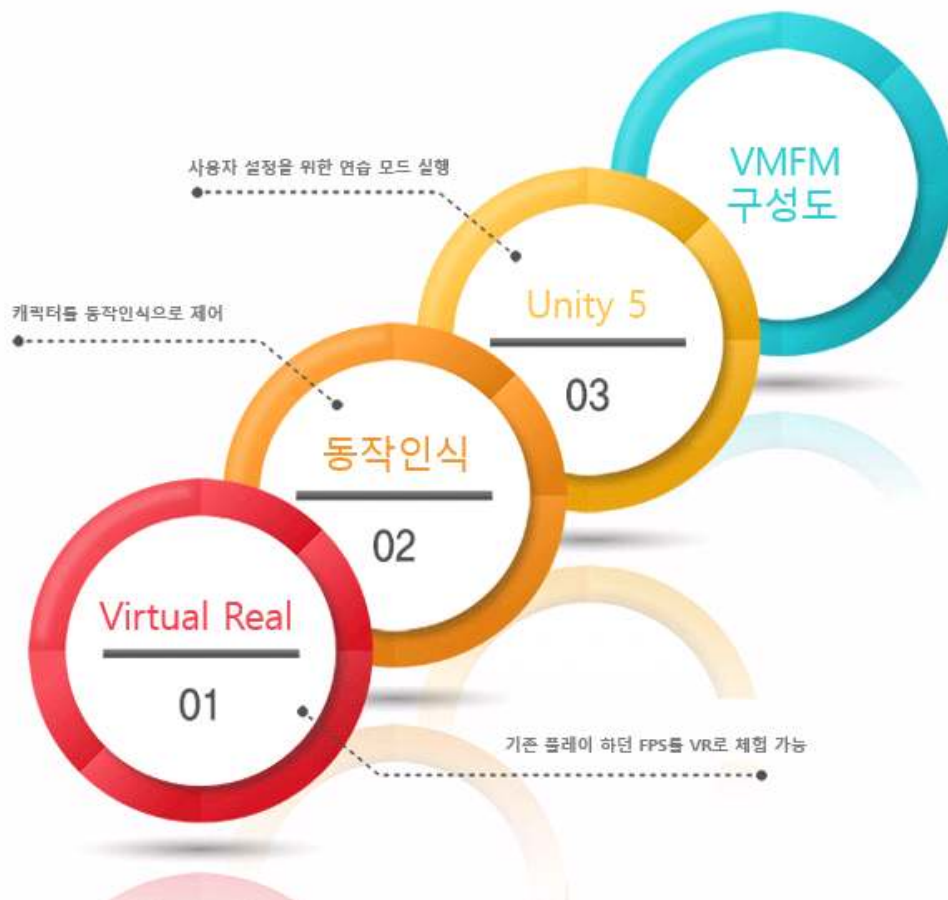 VMFM
구성도
사용자 설정을 위한 연습 모드 실행
Unity 5
03
캐릭터를 동작인식으로 제어
동작인식
02
Virtual Real
01
기존 플레이 하던 FPS를 VR로 체험 가능